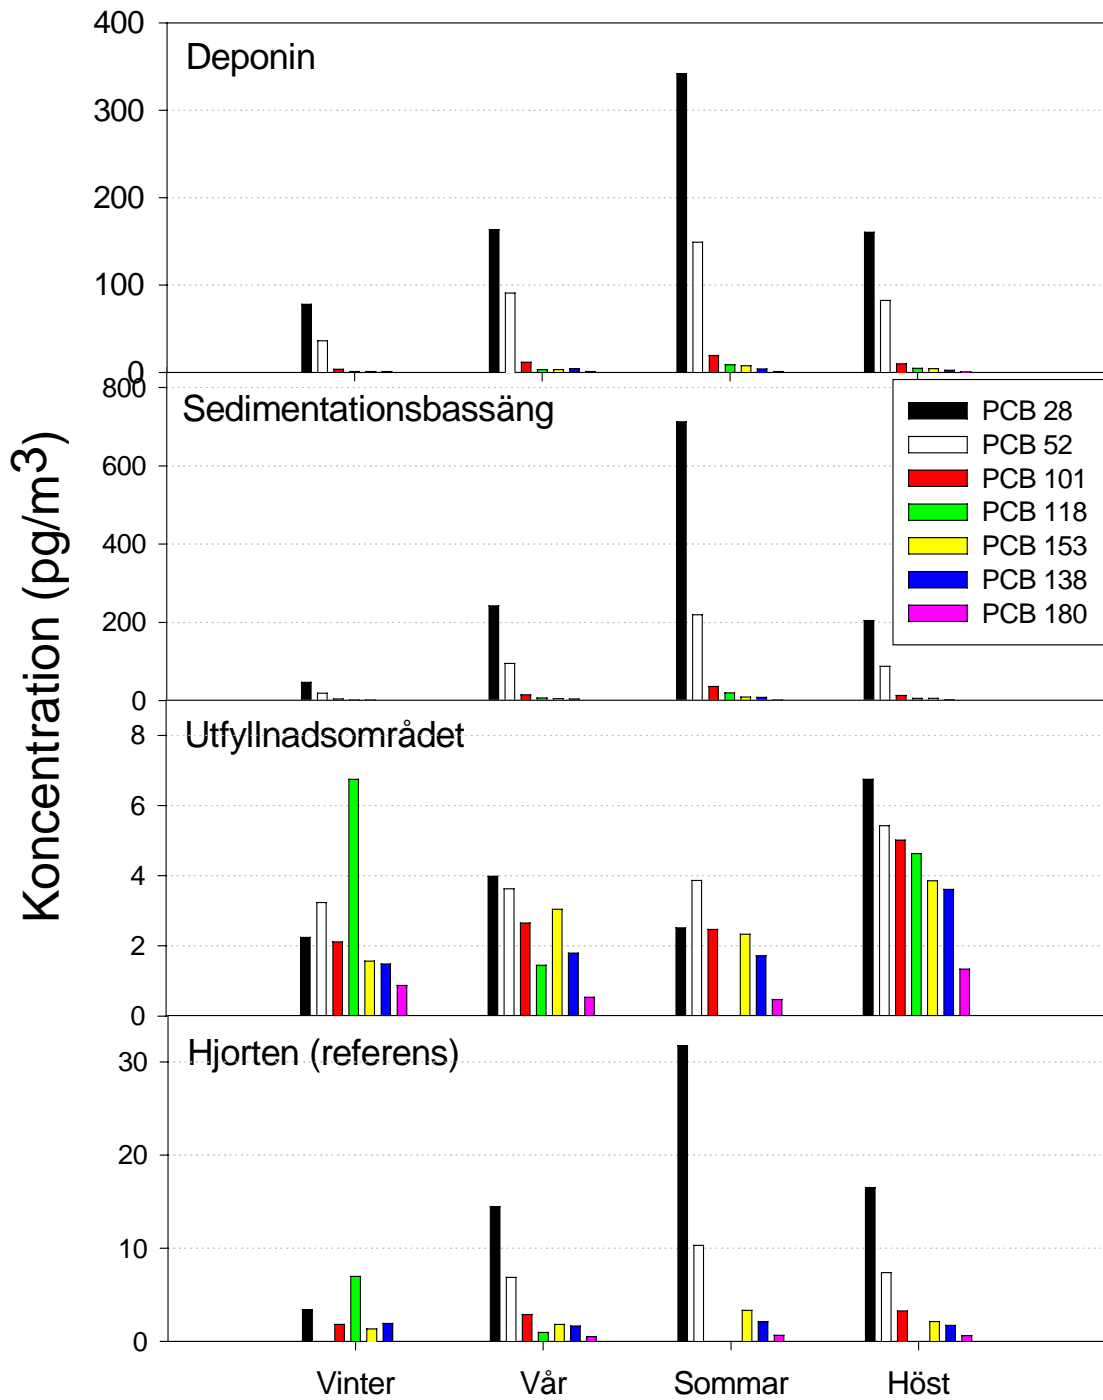 Koncentration (pg/m3)
400
Deponin
300
200
100
0
800
Sedimentationsbassäng
600
400
200
0
PCB 28
PCB 52
PCB 101
PCB 118
PCB 153
PCB 138
PCB 180
8
Utfyllnadsområdet
6
4
2
0
Hjorten (referens)
30
20
10
0
Vinter Vår Sommar Höst